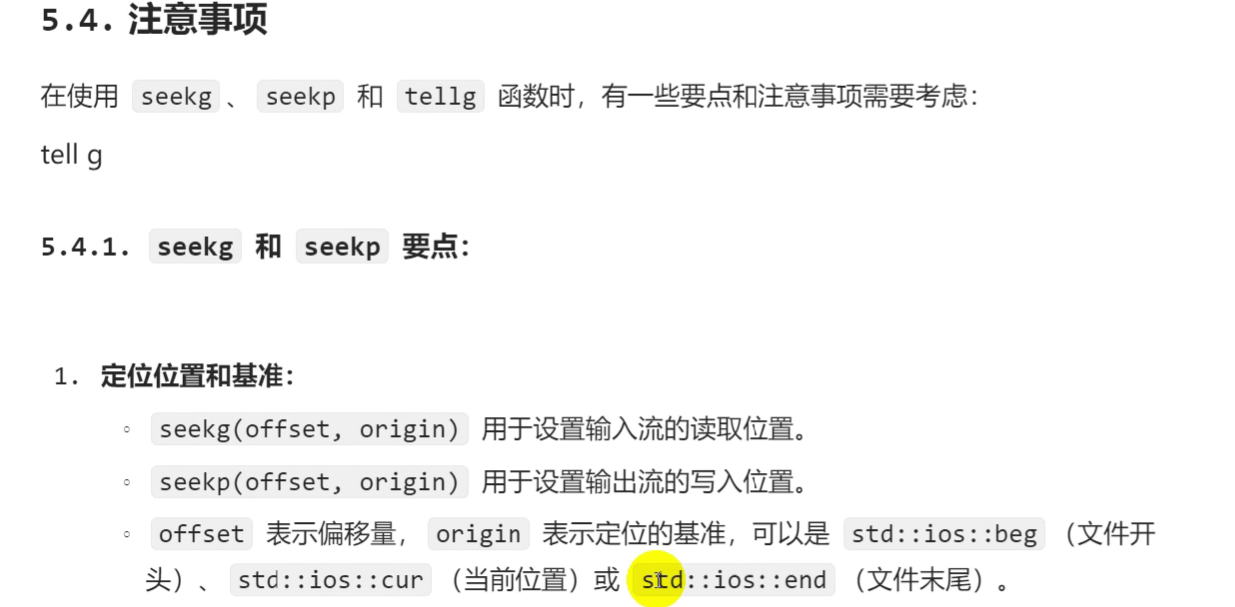 5.4. 注意事项
在使用 seekg 、 seekp 和 tellg 函数时，有一些要点和注意事项需要考虑：
tell g
5.4.1. seekg 和 seekp 要点：
1. 定位位置和基准：
◦ seekg(offset, origin) 用于设置输入流的读取位置。
◦ seekp(offset, origin) 用于设置输出流的写入位置。
◦ offset 表示偏移量， origin 表示定位的基准，可以是 std::ios::beg （文件开
头）、 std::ios::cur （当前位置）或 std::ios::end （文件末尾）。